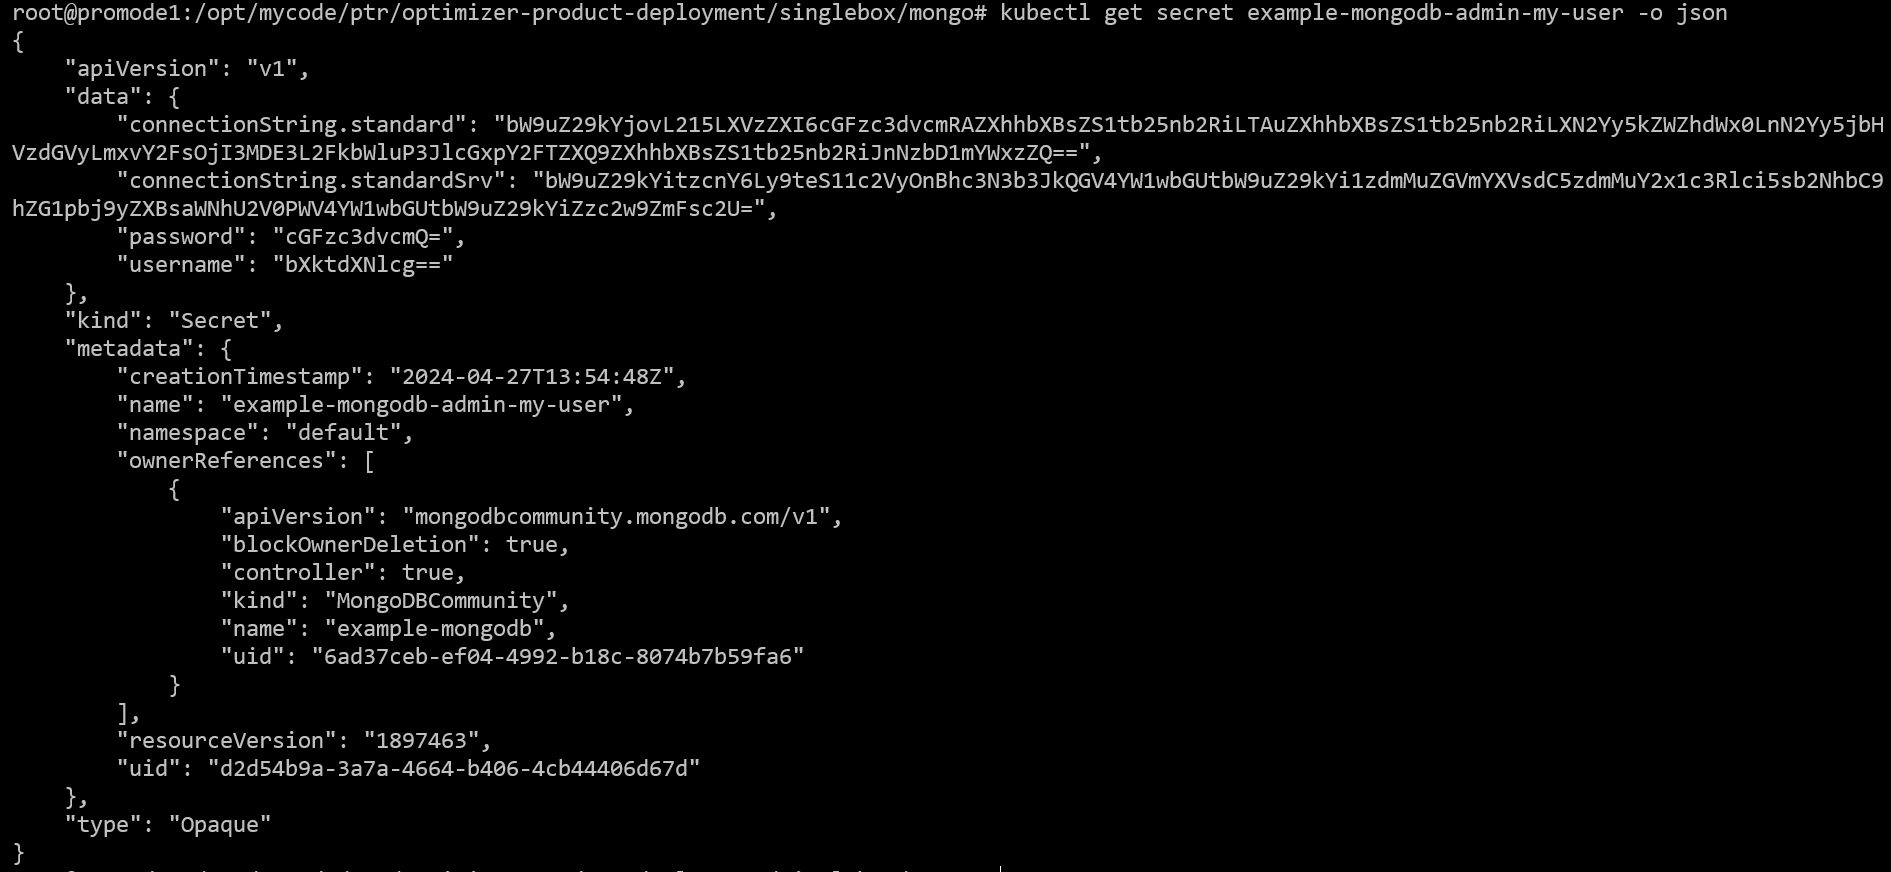 root@promode1:/opt/mycode/ptr/optimizer-product-deployment/singlebox/mongo# kubectl get secret example-mongodb-admin-my-user -o json
{
    "apiVersion": "v1",
    "data": {
        "connectionString.standard": "bW9uZ29kYjovL215LXVzZXI6cGFzc3dvcmRAZXhhbXBsZS1tb25nb2RiLTAuZXhhbXBsZS1tb25nb2RiLXN2Yy5kZWZhdWx0LnN2Yy5jbH
VzdGVyLmxvY2FsOjI3MDE3L2FkbWluP3JlcGxpY2FTZXQ9ZXhhbXBsZS1tb25nb2RiJnNzbD1mYWxzZQ==",
        "connectionString.standardSrv": "bW9uZ29kYitzcnY6Ly9teS11c2VyOnBhc3N3b3JkQGV4YW1wbGUtbW9uZ29kYi1zdmMuZGVmYXVsdC5zdmMuY2x1c3Rlci5sb2NhbC9
hZG1pbj9yZXBsaWNhU2V0PWV4YW1wbGUtbW9uZ29kYiZzc2w9ZmFsc2U=",
        "password": "cGFzc3dvcmQ=",
        "username": "bXktdXNlcg=="
    },
    "kind": "Secret",
    "metadata": {
        "creationTimestamp": "2024-04-27T13:54:48Z",
        "name": "example-mongodb-admin-my-user",
        "namespace": "default",
        "ownerReferences": [
            {
                "apiVersion": "mongodbcommunity.mongodb.com/v1",
                "blockOwnerDeletion": true,
                "controller": true,
                "kind": "MongoDBCommunity",
                "name": "example-mongodb",
                "uid": "6ad37ceb-ef04-4992-b18c-8074b7b59fa6"
            }
        ],
        "resourceVersion": "1897463",
        "uid": "d2d54b9a-3a7a-4664-b406-4cb44406d67d"
    },
    "type": "Opaque"
}